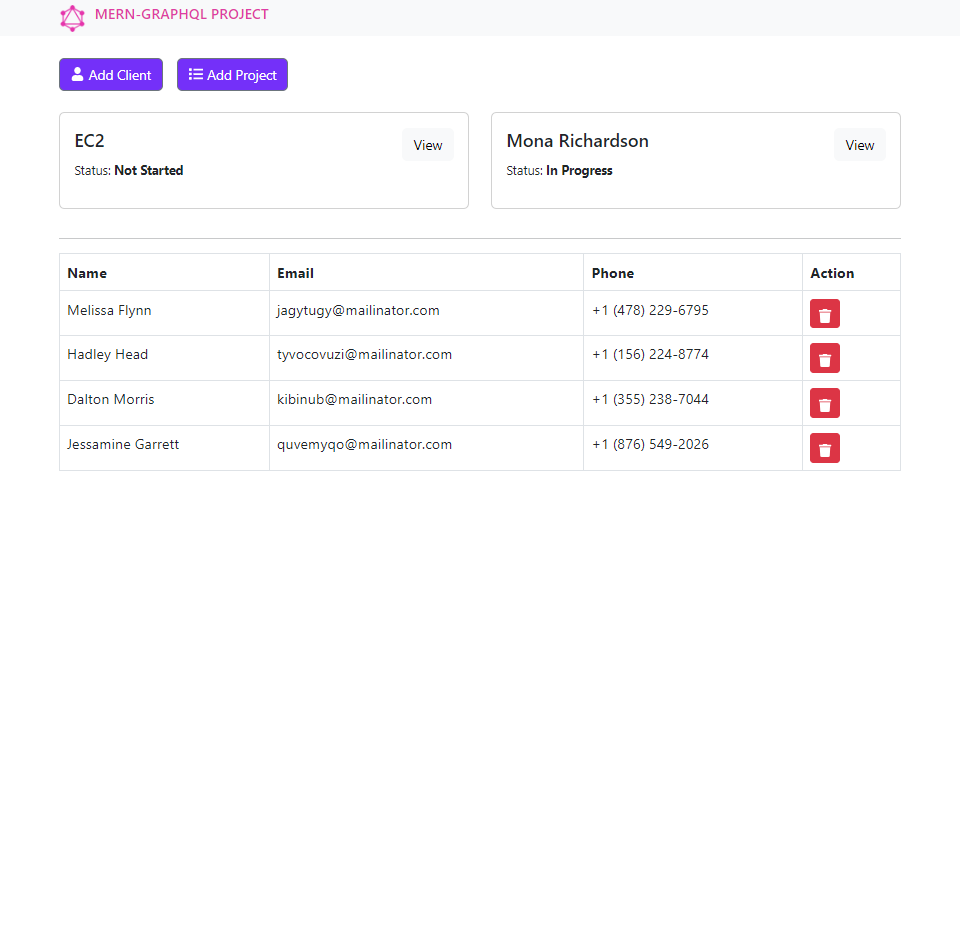 MERN-GRAPHQL PROJECT
Add Client Add Project
EC2 View
Status: Not Started
Mona Richardson View
Status: In Progress
Name Email Phone Action
Melissa Flynn jagytugy@mailinator.com +1 (478) 229-6795
Hadley Head tyvocovuzi@mailinator.com +1 (156) 224-8774
Dalton Morris kibinub@mailinator.com +1 (355) 238-7044
Jessamine Garrett quvemyqo@mailinator.com +1 (876) 549-2026